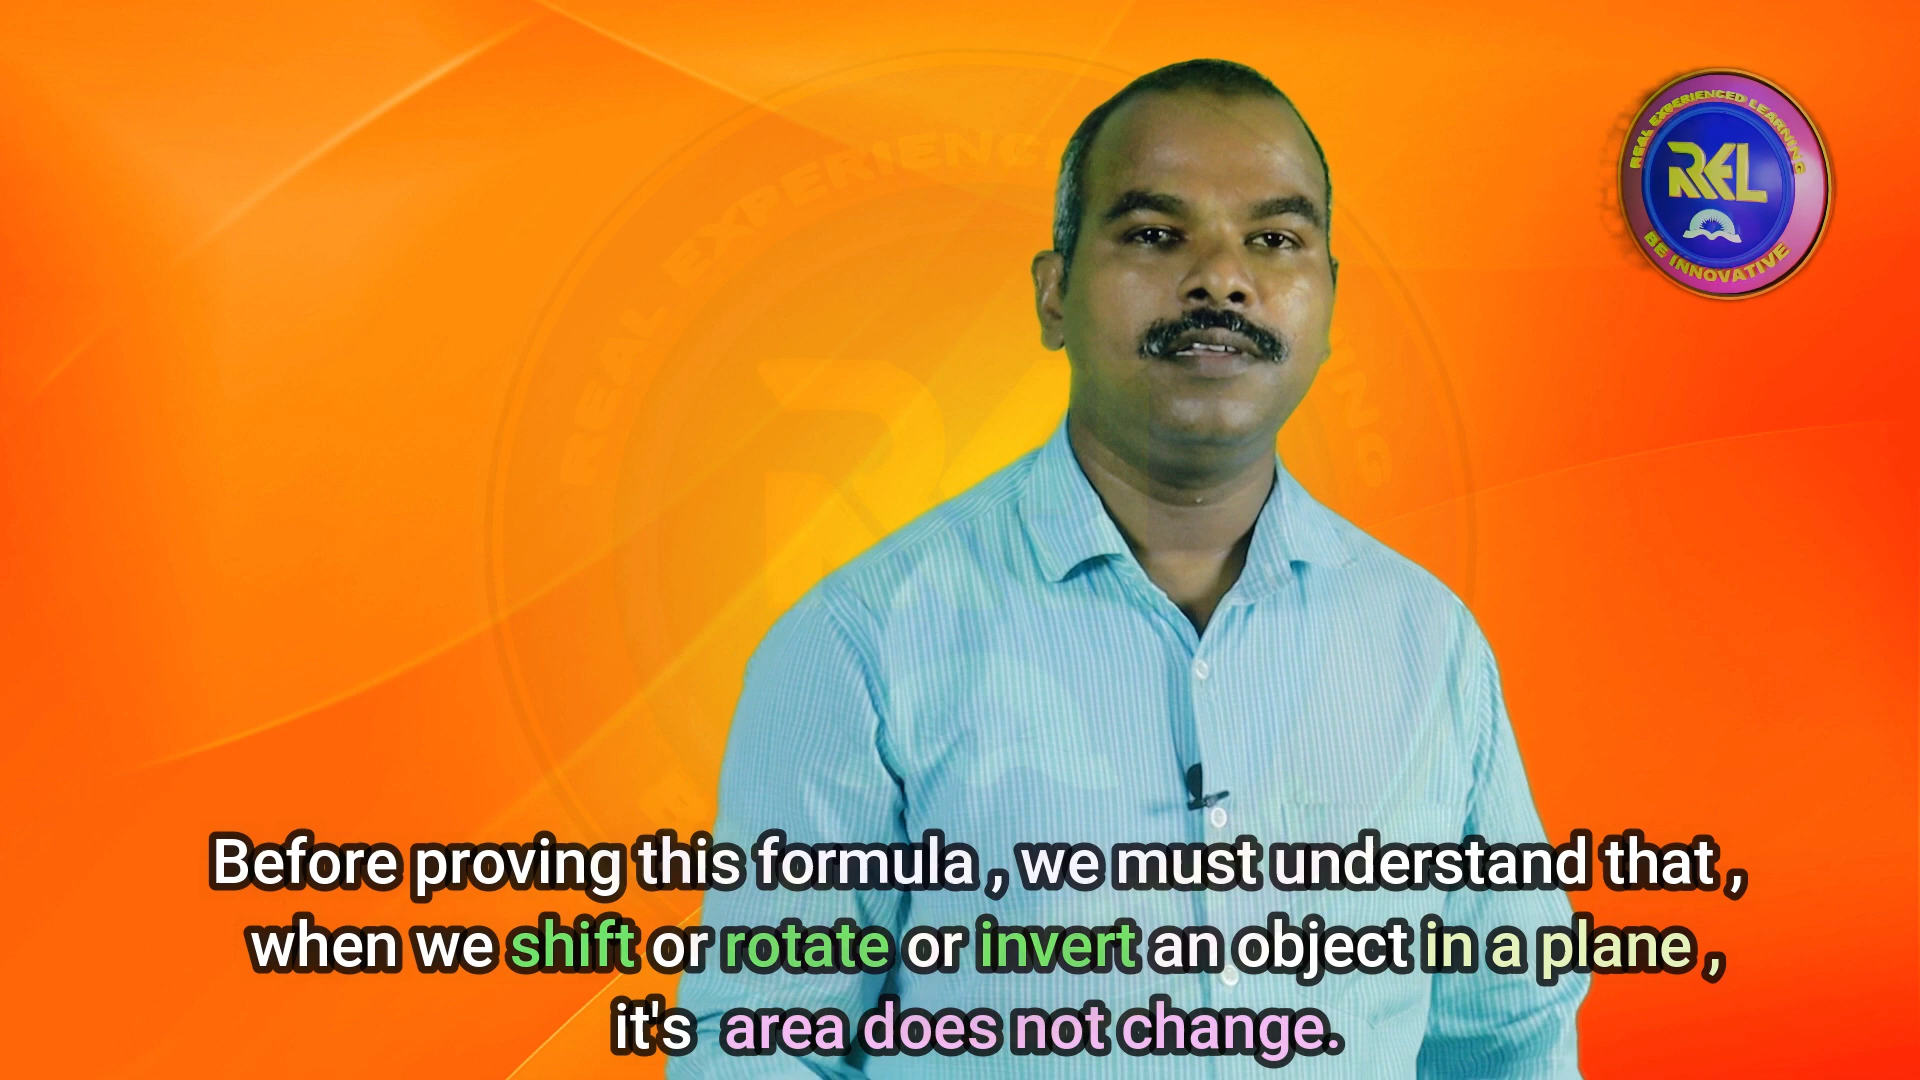 REAL EXPERIENCED LEARNING
REL
BE INNOVATIVE
Before proving this formula , we must understand that ,
when we shift or rotate or invert an object in a plane ,
it's area does not change.